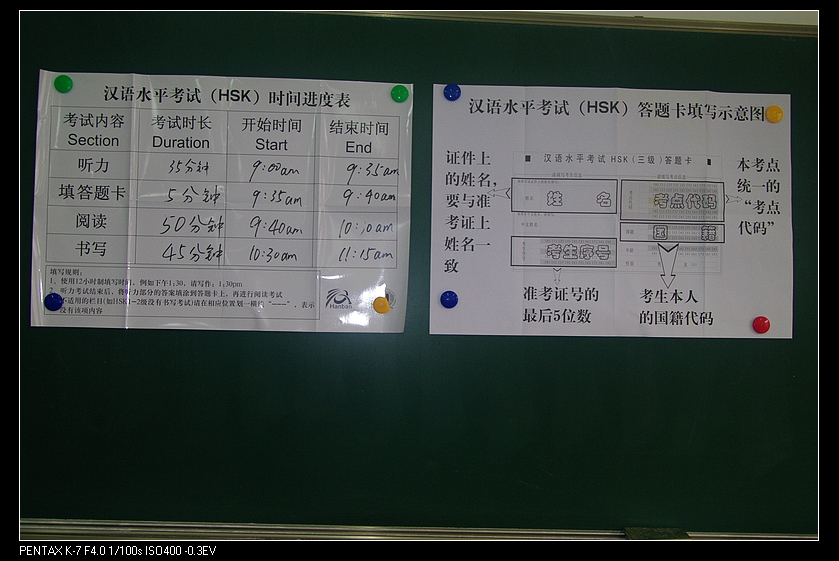 汉语水平考试（HSK）时间进度表
考试内容 考试时长 开始时间 结束时间
Section Duration Start End
听力 35分钟 9:00am 9:35am
填答题卡 5分钟 9:35am 9:40am
阅读 50分钟 9:40am 10:30am
书写 45分钟 10:30am 11:15am
填写规则：
1、使用12小时制填写时间，例如下午1:30，请写作：1:30pm
2、听力考试结束后，将听力部分的答案填涂到答题卡上，再进行阅读考试
不适用的栏目(如HSK1-2级没有书写考试)请在相应位置划一横杠"——"，表示
没有该项内容
Hanban
汉语水平考试（HSK）答题卡填写示意图
汉语水平考试 HSK（三级）答题卡
证件上
的姓名，
要与准
考证上
姓名一
致
姓 名
考点代码
国 籍
考生序号
本考点
统一的
“考点
代码”
准考证号的
最后5位数
考生本人
的国籍代码
PENTAX K-7 F4.0 1/100s ISO400 -0.3EV